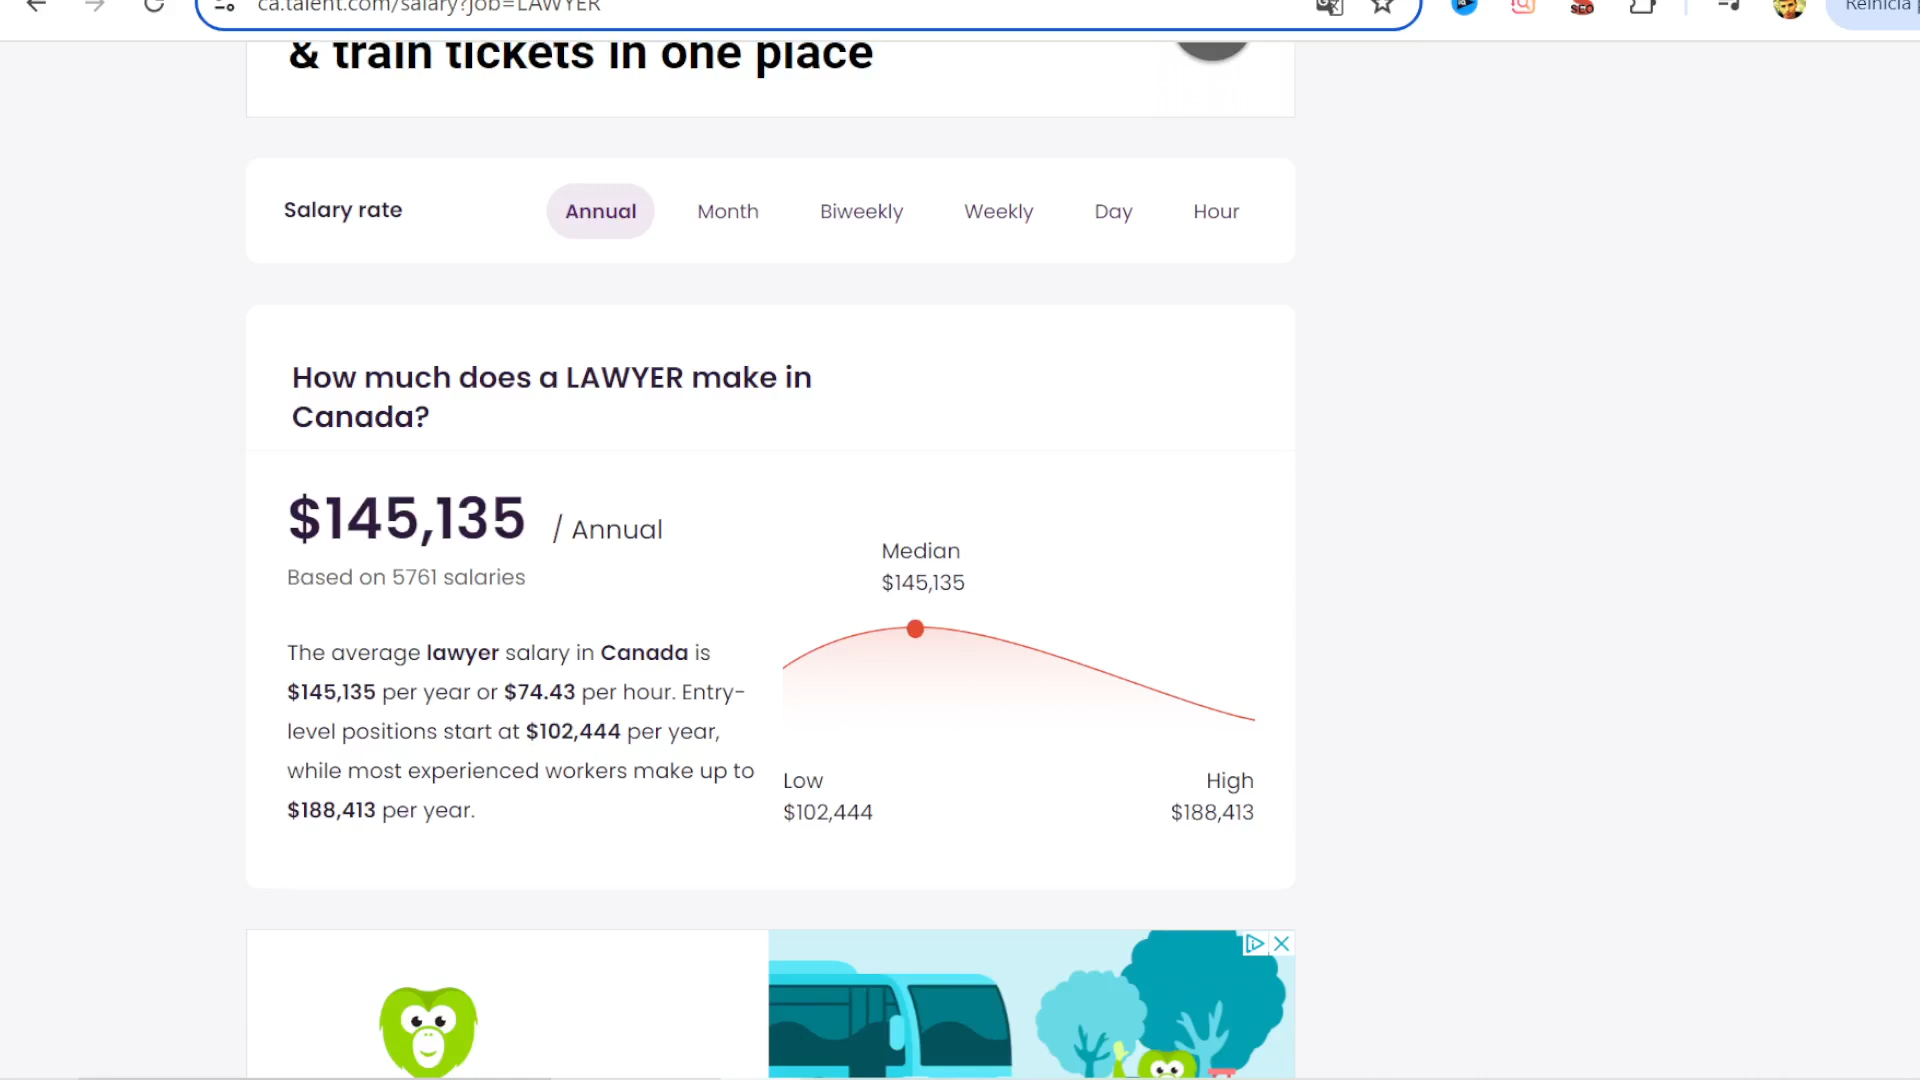 ca.talent.com/salary?job=LAWYER
SEO
Reinicia
& train tickets in one place
Salary rate
Annual
Month
Biweekly
Weekly
Day
Hour
How much does a LAWYER make in
Canada?
$145,135 / Annual
Based on 5761 salaries
The average lawyer salary in Canada is
$145,135 per year or $74.43 per hour. Entry-
level positions start at $102,444 per year,
while most experienced workers make up to
$188,413 per year.
Median
$145,135
Low
$102,444
High
$188,413